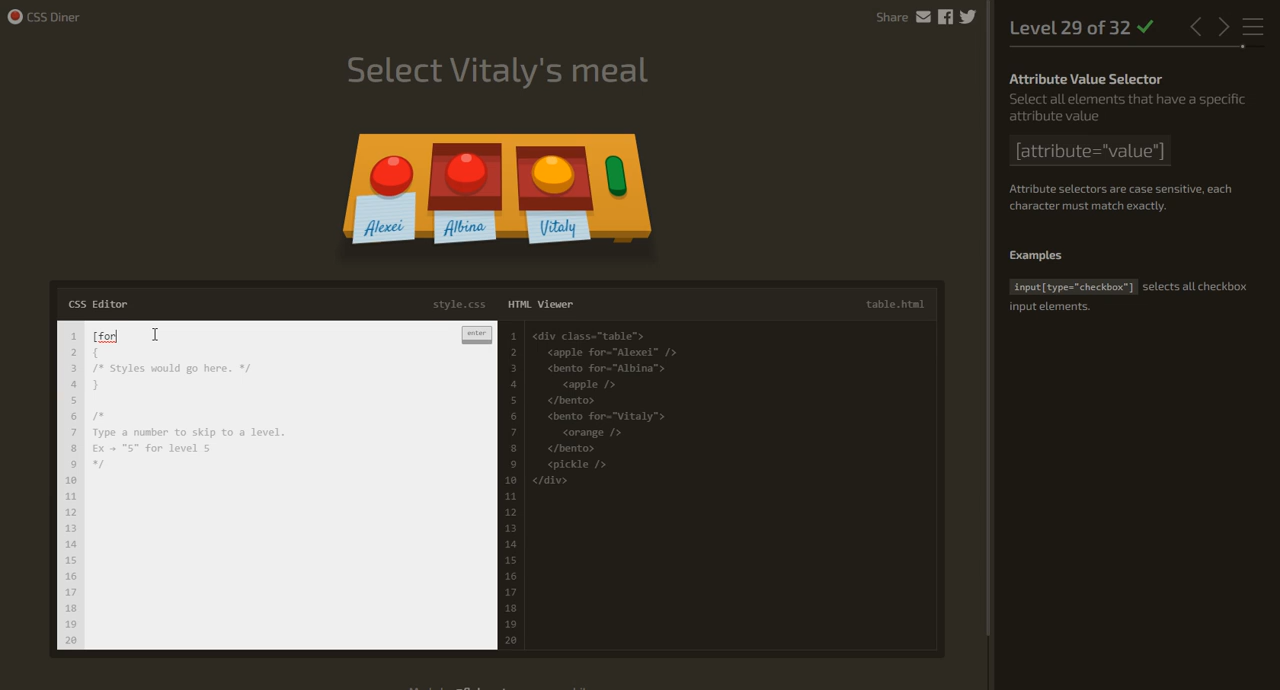 CSS Diner
Share
Select Vitaly's meal
Alexei
Albina
Vitaly
CSS Editor
style.css
HTML Viewer
table.html
1 [for
enter
2 {
3 /* Styles would go here. */
4 }
5
6 /*
7 Type a number to skip to a level.
8 Ex → "5" for level 5
9 */
10
11
12
13
14
15
16
17
18
19
20
1 <div class="table">
2 <apple for="Alexei" />
3 <bento for="Albina">
4 <apple />
5 </bento>
6 <bento for="Vitaly">
7 <orange />
8 </bento>
9 <pickle />
10 </div>
11
12
13
14
15
16
17
18
19
20
Level 29 of 32
Attribute Value Selector
Select all elements that have a specific
attribute value
[attribute="value"]
Attribute selectors are case sensitive, each
character must match exactly.
Examples
input[type="checkbox"] selects all checkbox
input elements.